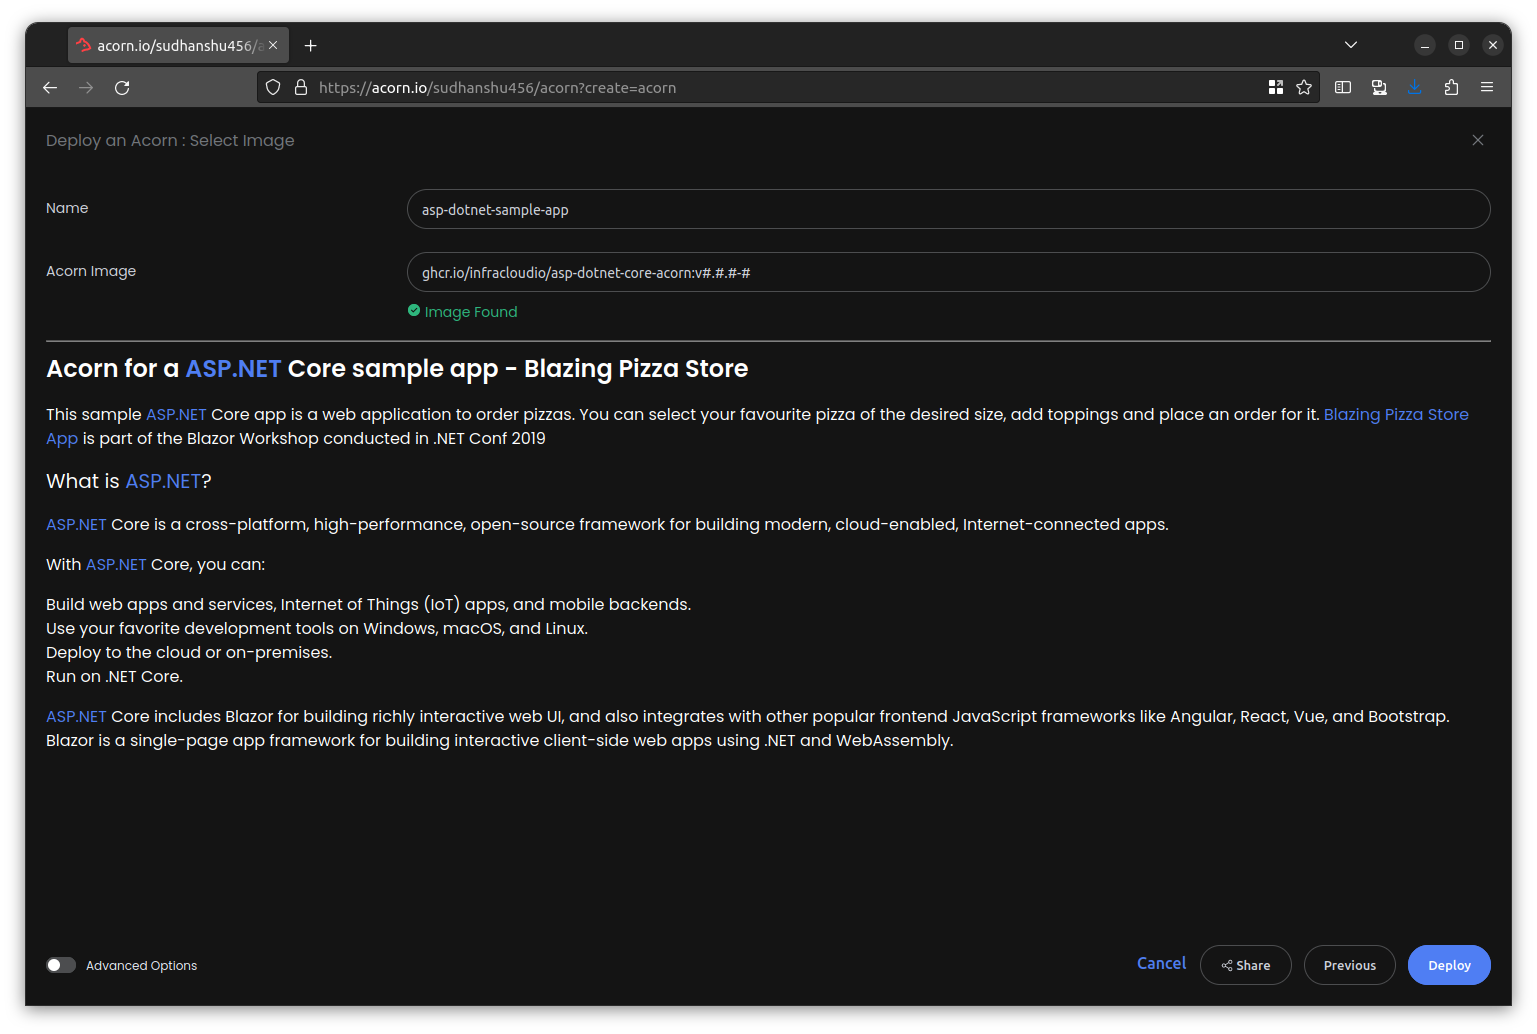 acorn.io/sudhanshu456/a
https://acorn.io/sudhanshu456/acorn?create=acorn
Deploy an Acorn : Select Image
Name
asp-dotnet-sample-app
Acorn Image
ghcr.io/infracloudio/asp-dotnet-core-acorn:v#.#.#-#
Image Found
Acorn for a ASP.NET Core sample app - Blazing Pizza Store
This sample ASP.NET Core app is a web application to order pizzas. You can select your favourite pizza of the desired size, add toppings and place an order for it. Blazing Pizza Store
App is part of the Blazor Workshop conducted in .NET Conf 2019
What is ASP.NET?
ASP.NET Core is a cross-platform, high-performance, open-source framework for building modern, cloud-enabled, Internet-connected apps.
With ASP.NET Core, you can:
Build web apps and services, Internet of Things (IoT) apps, and mobile backends.
Use your favorite development tools on Windows, macOS, and Linux.
Deploy to the cloud or on-premises.
Run on .NET Core.
ASP.NET Core includes Blazor for building richly interactive web UI, and also integrates with other popular frontend JavaScript frameworks like Angular, React, Vue, and Bootstrap.
Blazor is a single-page app framework for building interactive client-side web apps using .NET and WebAssembly.
Advanced Options
Cancel
Share
Previous
Deploy